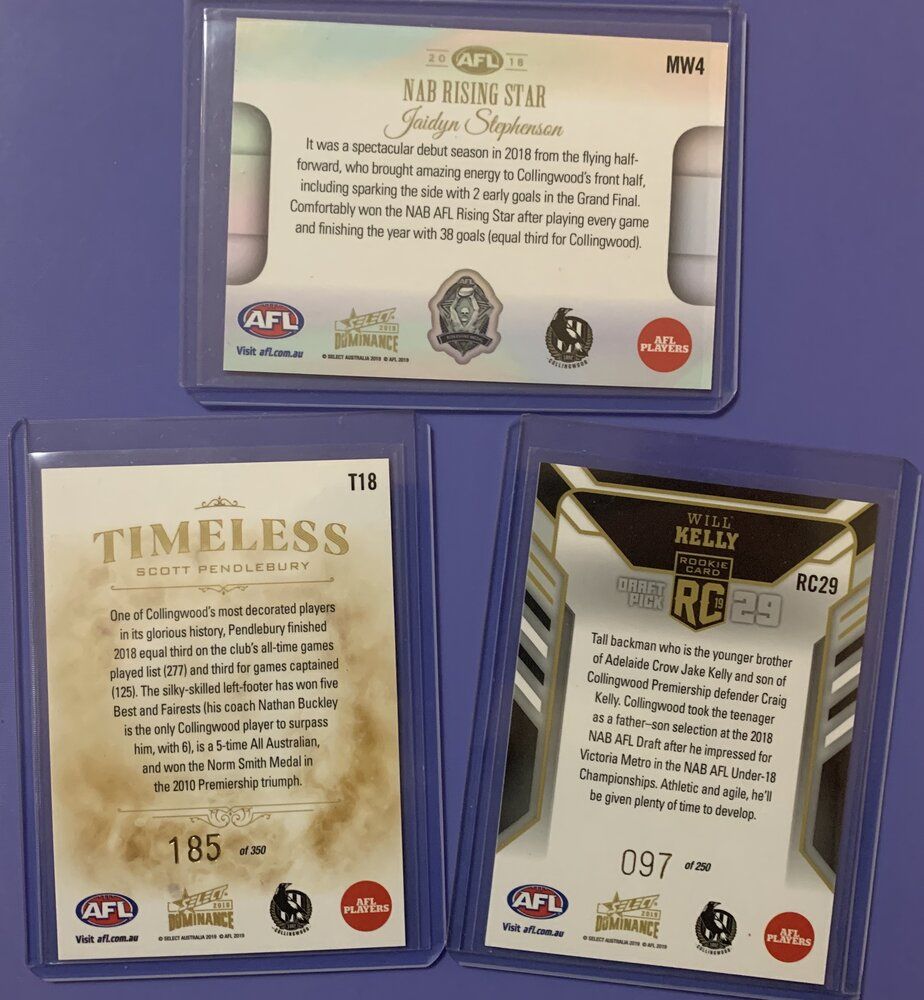 20 AFL 18
MW4
NAB RISING STAR
Jaidyn Stephenson
It was a spectacular debut season in 2018 from the flying half-
forward, who brought amazing energy to Collingwood's front half,
including sparking the side with 2 early goals in the Grand Final.
Comfortably won the NAB AFL Rising Star after playing every game
and finishing the year with 38 goals (equal third for Collingwood).
AFL
Visit afl.com.au
SELECT
2019
DOMINANCE
© SELECT AUSTRALIA 2019 © AFL 2019
COLLINGWOOD
AFL
PLAYERS
T18
TIMELESS
SCOTT PENDLEBURY
One of Collingwood's most decorated players
in its glorious history, Pendlebury finished
2018 equal third on the club's all-time games
played list (277) and third for games captained
(125). The silky-skilled left-footer has won five
Best and Fairests (his coach Nathan Buckley
is the only Collingwood player to surpass
him, with 6), is a 5-time All Australian,
and won the Norm Smith Medal in
the 2010 Premiership triumph.
185 of 350
AFL
Visit afl.com.au
SELECT
2019
DOMINANCE
© SELECT AUSTRALIA 2019 © AFL 2019
COLLINGWOOD
AFL
PLAYERS
WILL
KELLY
ROOKIE
CARD
RC29
DRAFT
PICK
RC 19
29
Tall backman who is the younger brother
of Adelaide Crow Jake Kelly and son of
Collingwood Premiership defender Craig
Kelly. Collingwood took the teenager
as a father–son selection at the 2018
NAB AFL Draft after he impressed for
Victoria Metro in the NAB AFL Under-18
Championships. Athletic and agile, he'll
be given plenty of time to develop.
097 of 250
AFL
Visit afl.com.au
SELECT
2019
DOMINANCE
© SELECT AUSTRALIA 2019 © AFL 2019
COLLINGWOOD
AFL
PLAYERS